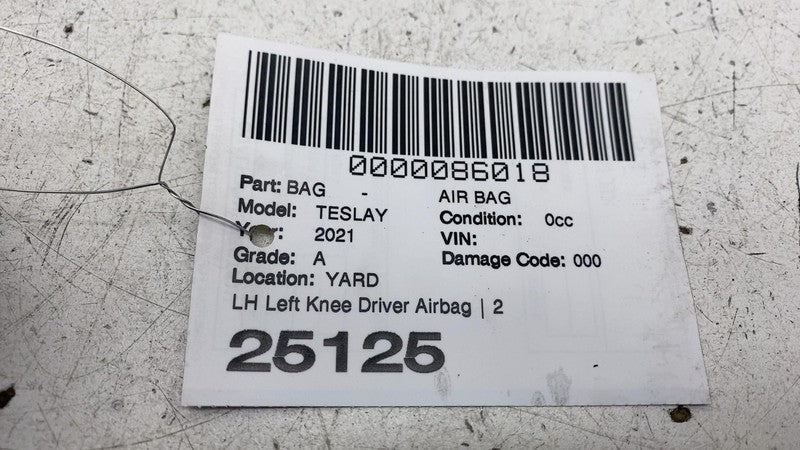 0000086018
Part: BAG - AIR BAG
Model: TESLAY Condition: 0cc
2021 VIN:
Grade: A Damage Code: 000
Location: YARD
LH Left Knee Driver Airbag | 2
25125